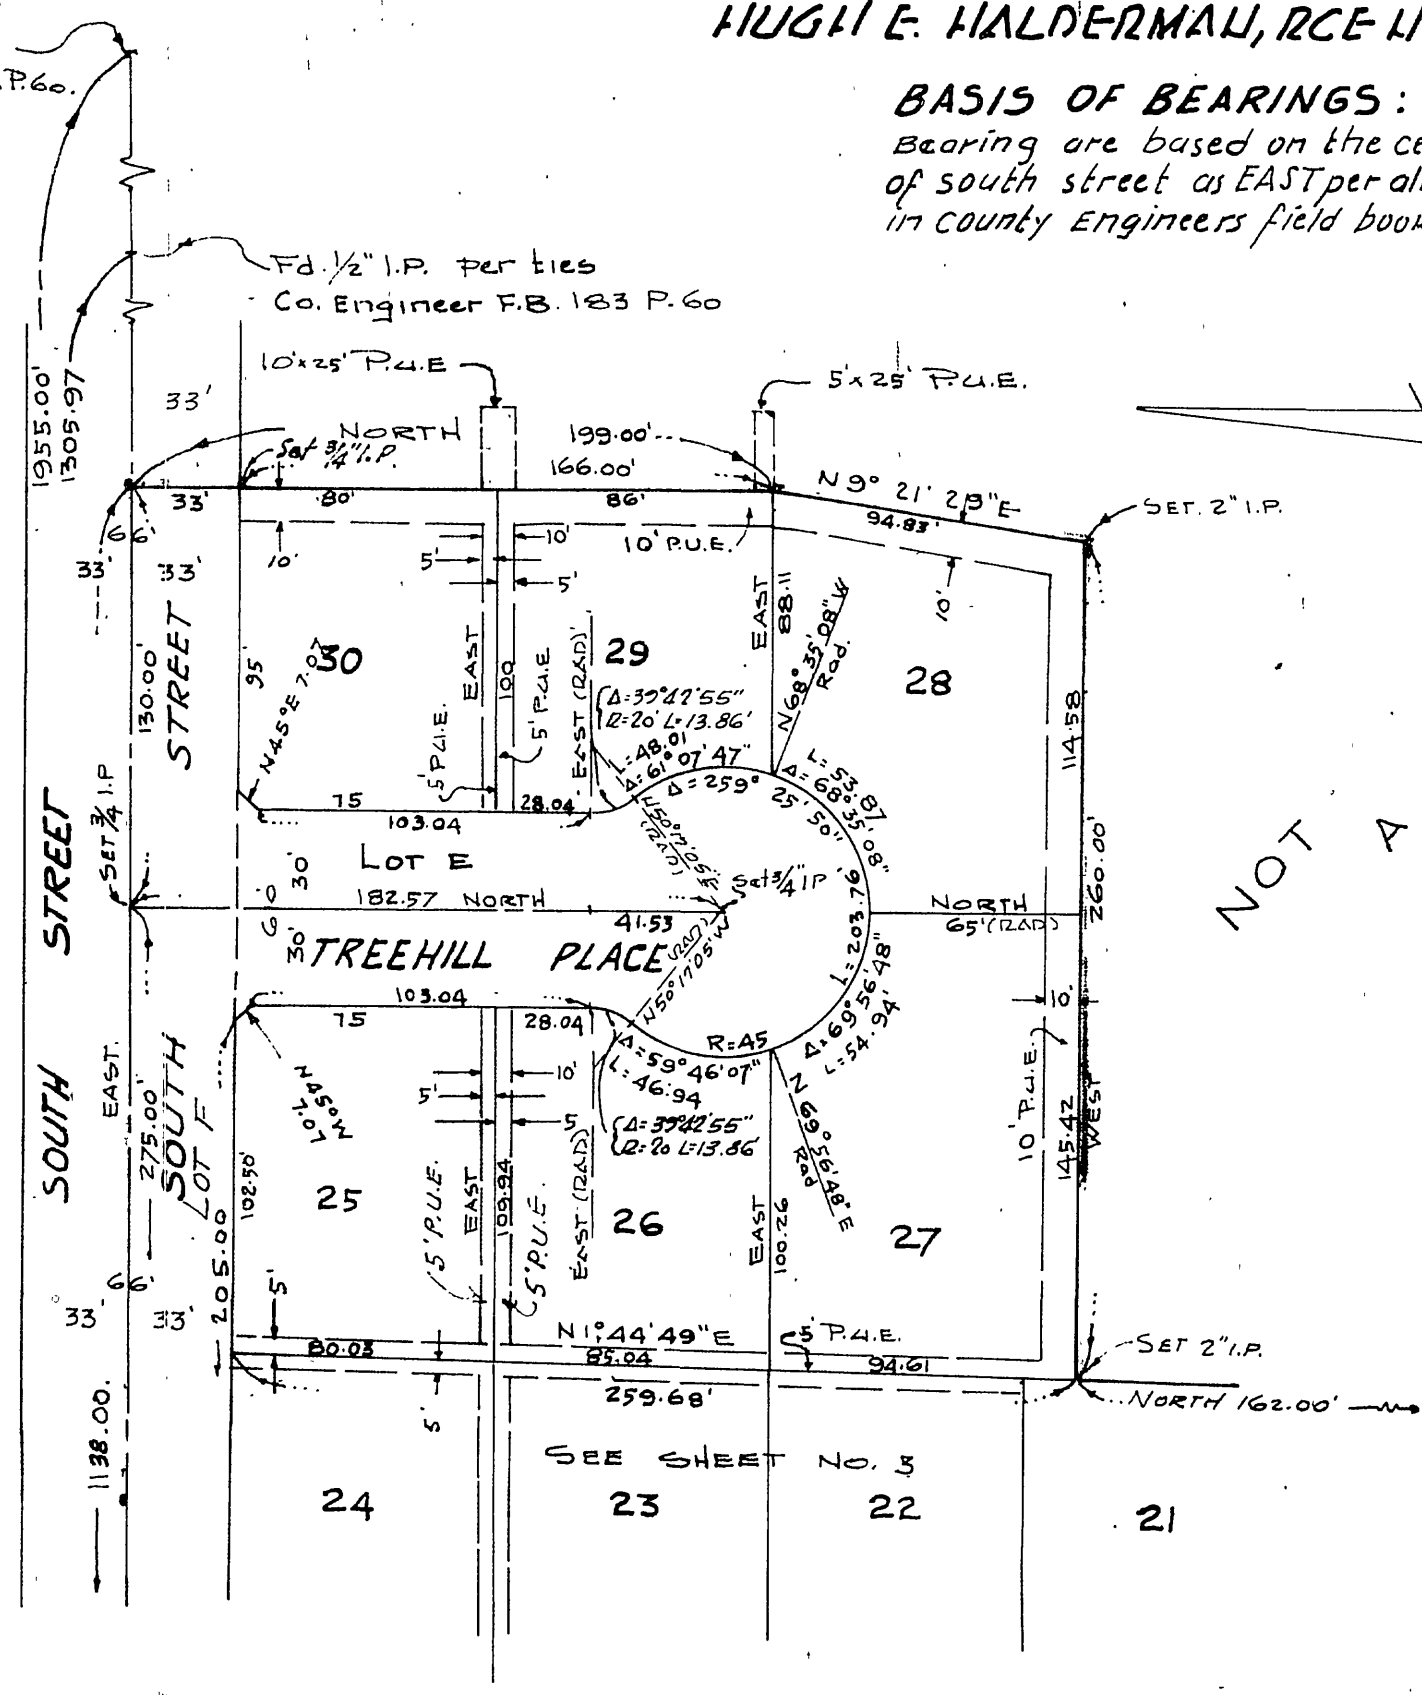 HUGH E. HALDERMAN, RCE
BASIS OF BEARINGS:
Bearing are based on the
of south street as EAST per
in county Engineers field
P.60.
Fd. 1/2" I.P. per ties
Co. Engineer F.B. 183 P. 60
1955.00'
1305.97
10'x25' P.U.E
5'x25' P.U.E.
33'
NORTH
Set 3/4" I.P.
199.00'
166.00'
33'
80'
86'
N 9° 21' 29" E
94.83'
SET. 2" I.P.
66'
33'
33'
10'
10'
5'
5'
10' P.U.E.
10'
130.00'
STREET
95'
N45°E 7.07
30
EAST
100
5' P.U.E.
5' P.U.E
EAST (RAD)
29
EAST
88.11
N68° 35' 08" W
Rad.
28
114.58
Δ=39°42'55"
R=20' L=13.86'
L=48.01
Δ=61° 07' 47"
Δ=259° 25' 50"
L=53.87
Δ=68° 35' 08"
75
103.04
28.04
SET 3/4 I.P
LOT E
30'
60
182.57 NORTH
N50°17'05"E
(RAD)
Set 3/4" I.P
41.53
NORTH
65' (RAD)
260.00'
NOT A
SOUTH STREET
30'
TREEHILL PLACE
N50°17'05"W
(RAD)
L=203.76
Δ=69° 56' 48"
L=54.94'
103.04
75
28.04
R=45
Δ=59° 46' 07"
L=46.94
Δ=39°42'55"
R=20 L=13.86'
10'
10' P.U.E.
145.42
WEST
EAST.
275.00'
SOUTH
LOT F
N45°W
7.07
10'
5'
5
102.50'
25
5' P.U.E.
EAST
109.94
5' P.U.E.
EAST (RAD)
26
EAST
100.26
N 69° 56' 48" E
Rad
27
205.00
66'
33'
33'
5'
80.03
N1° 44' 49" E
85.04
5' P.U.E.
94.61
SET 2" I.P.
259.68'
5'
NORTH 162.00'
1138.00.
SEE SHEET NO. 3
24
23
22
21